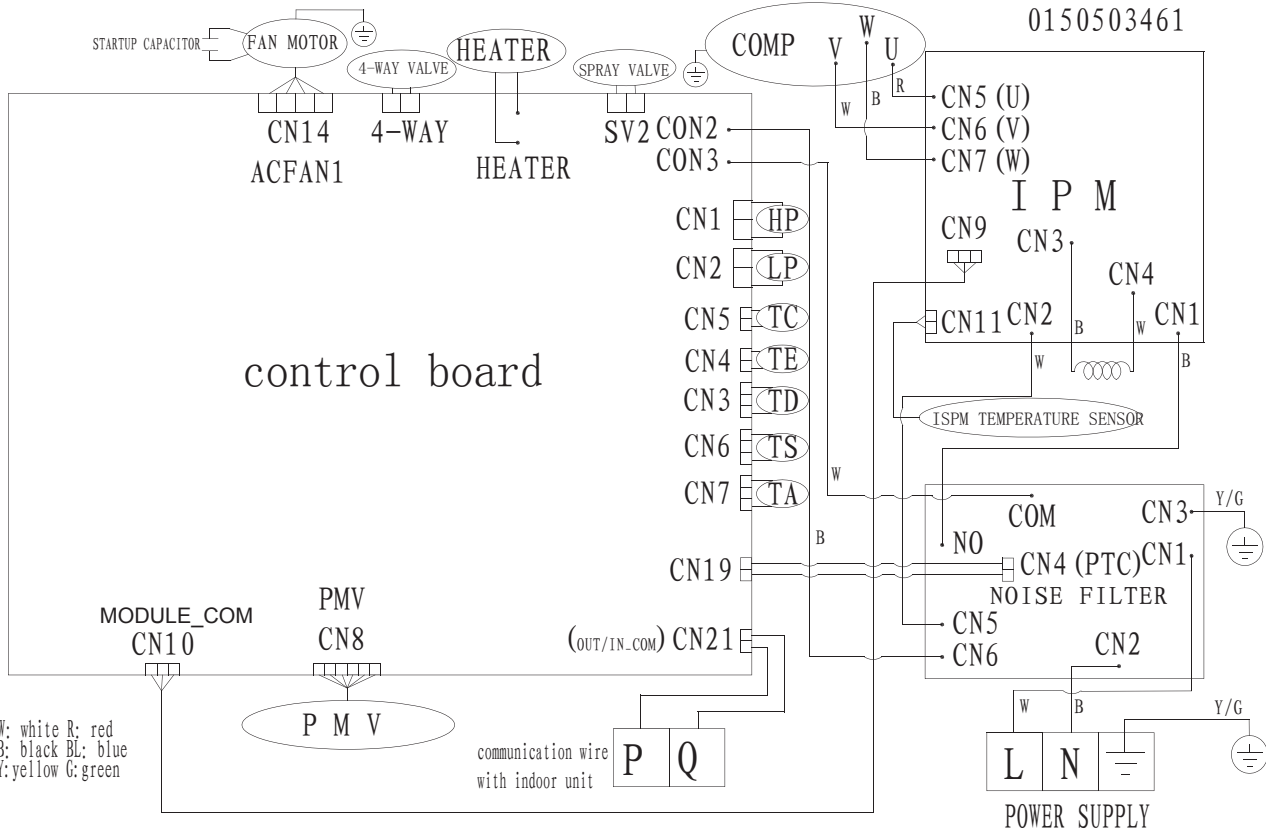 0150503461
STARTUP CAPACITOR
FAN MOTOR
4-WAY VALVE
HEATER
SPRAY VALVE
COMP
V
W
U
R
W
B
CN5 (U)
CN6 (V)
CN7 (W)
I P M
CN14
ACFAN1
4-WAY
HEATER
SV2
CON2
CON3
CN1
HP
CN2
LP
CN5
TC
CN4
TE
CN3
TD
CN6
TS
CN7
TA
CN9
CN3
CN4
CN11
CN2
CN1
B
W
W
B
ISPM TEMPERATURE SENSOR
control board
W
B
COM
CN3
Y/G
NO
CN1
CN4 (PTC)
NOISE FILTER
CN5
CN6
CN2
CN19
MODULE_COM
CN10
PMV
CN8
(OUT/IN_COM) CN21
P M V
W: white R: red
B: black BL: blue
Y: yellow G: green
communication wire
with indoor unit
P
Q
W
B
Y/G
L
N
POWER SUPPLY